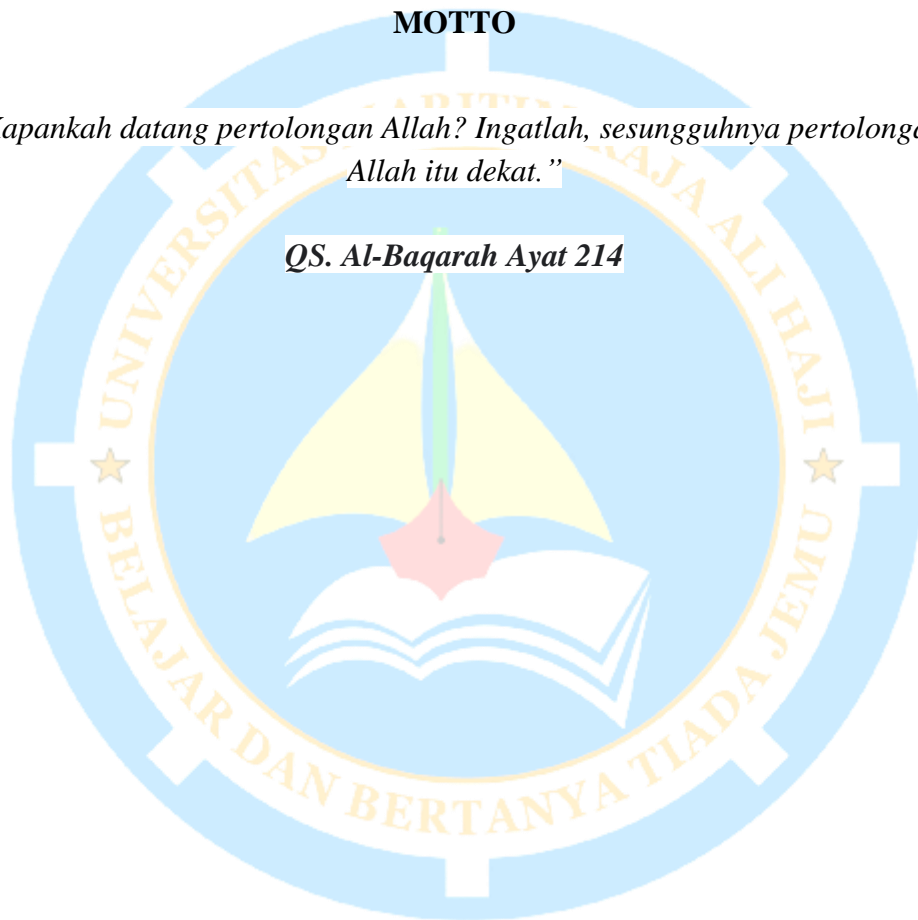 MOTTO
apankah datang pertolongan Allah? Ingatlah, sesungguhnya pertolonga
Allah itu dekat.”
QS. Al-Baqarah Ayat 214
UNIVERSITAS MARITIM RAJA ALI HAJI
BELAJAR DAN BERTANYA TIADA JEMU